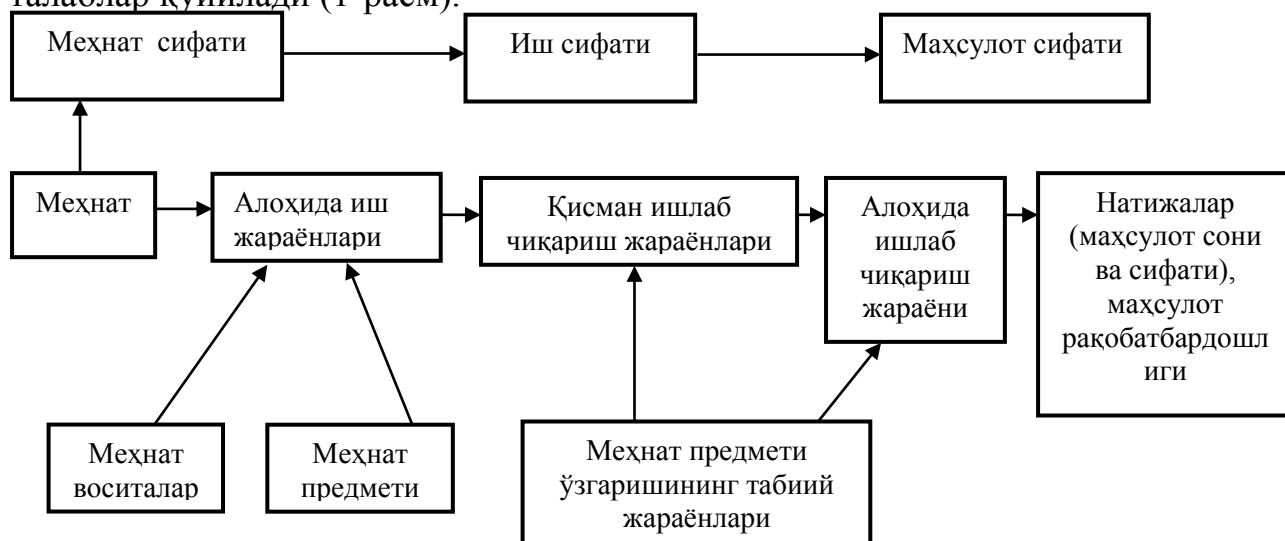 талаблар қўйилади (1-расм).
Меҳнат сифати
Иш сифати
Маҳсулот сифати
Меҳнат
Алоҳида иш
жараёнлари
Қисман ишлаб
чиқариш жараёнлари
Алоҳида
ишлаб
чиқариш
жараёни
Натижалар
(маҳсулот сони
ва сифати),
маҳсулот
рақобатбардошл
иги
Меҳнат
воситалар
Меҳнат
предмети
Меҳнат предмети
ўзгаришининг табиий
жараёнлари